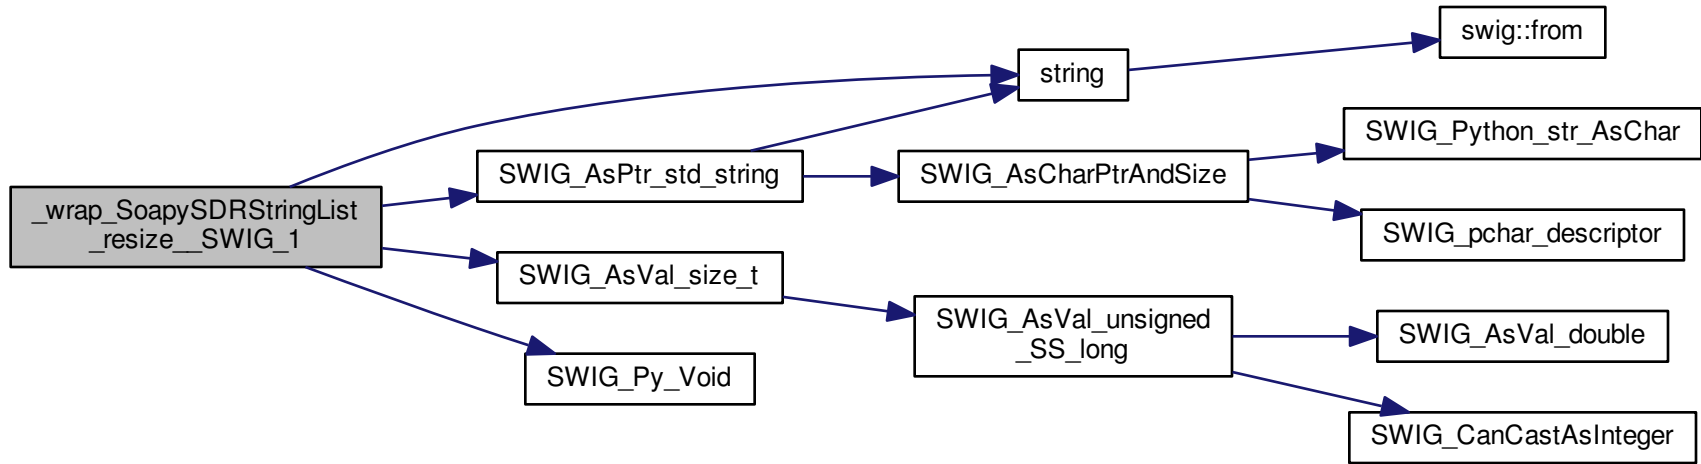 _wrap_SoapySDRStringList
_resize__SWIG_1
string
swig::from
SWIG_AsPtr_std_string
SWIG_AsCharPtrAndSize
SWIG_Python_str_AsChar
SWIG_pchar_descriptor
SWIG_AsVal_size_t
SWIG_AsVal_unsigned
_SS_long
SWIG_AsVal_double
SWIG_CanCastAsInteger
SWIG_Py_Void